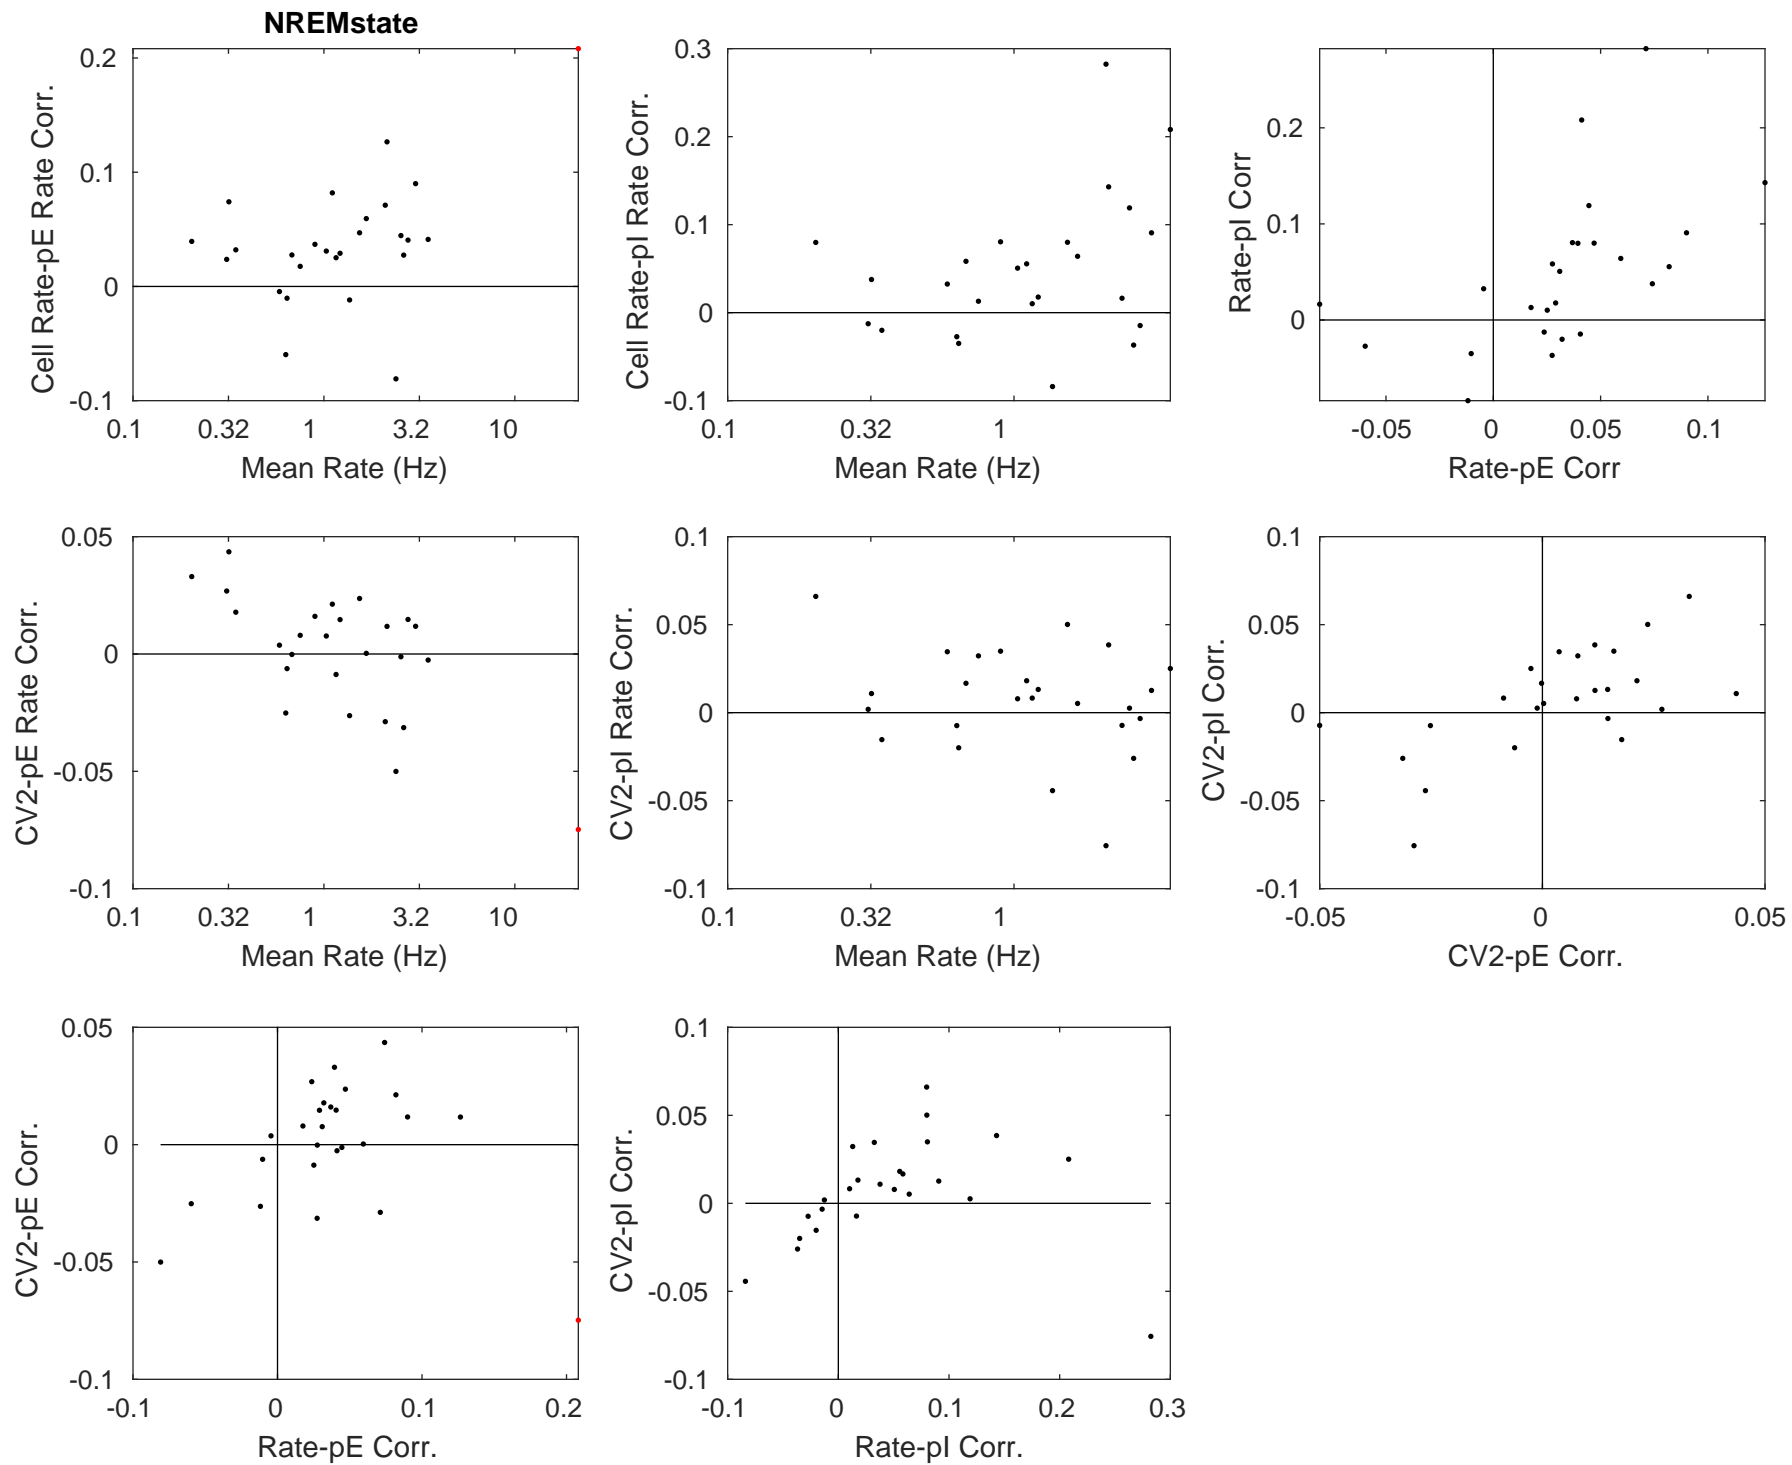 NREMstate
Cell Rate-pE Rate Corr.
0.2
0.1
0
-0.1
0.1 0.32 1 3.2 10
Mean Rate (Hz)
Cell Rate-pI Rate Corr.
0.3
0.2
0.1
0
-0.1
0.1 0.32 1
Mean Rate (Hz)
Rate-pI Corr
0.2
0.1
0
-0.05 0 0.05 0.1
Rate-pE Corr
CV2-pE Rate Corr.
0.05
0
-0.05
-0.1
0.1 0.32 1 3.2 10
Mean Rate (Hz)
CV2-pI Rate Corr.
0.1
0.05
0
-0.05
-0.1
0.1 0.32 1
Mean Rate (Hz)
CV2-pI Corr.
0.1
0.05
0
-0.05
-0.1
-0.05 0 0.05
CV2-pE Corr.
CV2-pE Corr.
0.05
0
-0.05
-0.1
-0.1 0 0.1 0.2
Rate-pE Corr.
CV2-pI Corr.
0.1
0.05
0
-0.05
-0.1
-0.1 0 0.1 0.2 0.3
Rate-pI Corr.